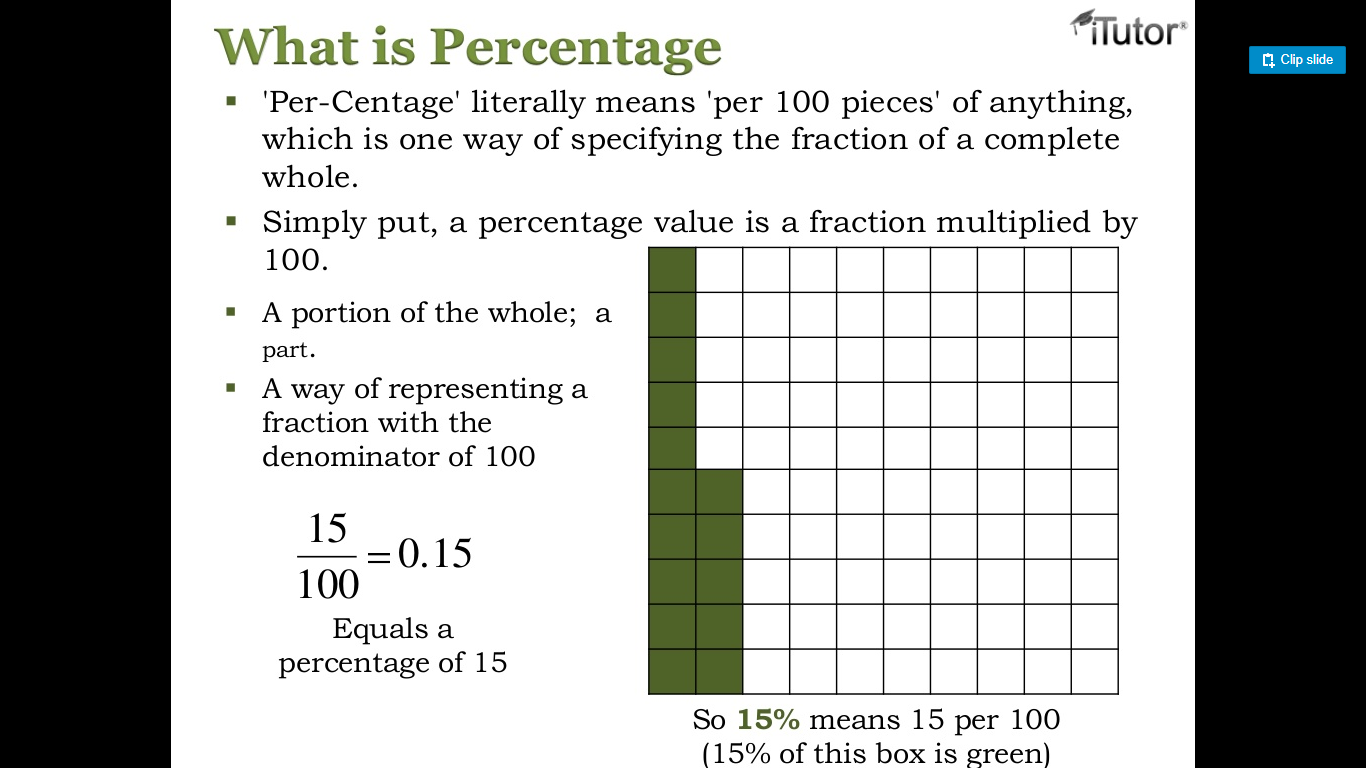 What is Percentage
iTutor®
Clip slide
▪ 'Per-Centage' literally means 'per 100 pieces' of anything,
which is one way of specifying the fraction of a complete
whole.
▪ Simply put, a percentage value is a fraction multiplied by
100.
▪ A portion of the whole; a
part.
▪ A way of representing a
fraction with the
denominator of 100
15/100 = 0.15
Equals a
percentage of 15
So 15% means 15 per 100
(15% of this box is green)